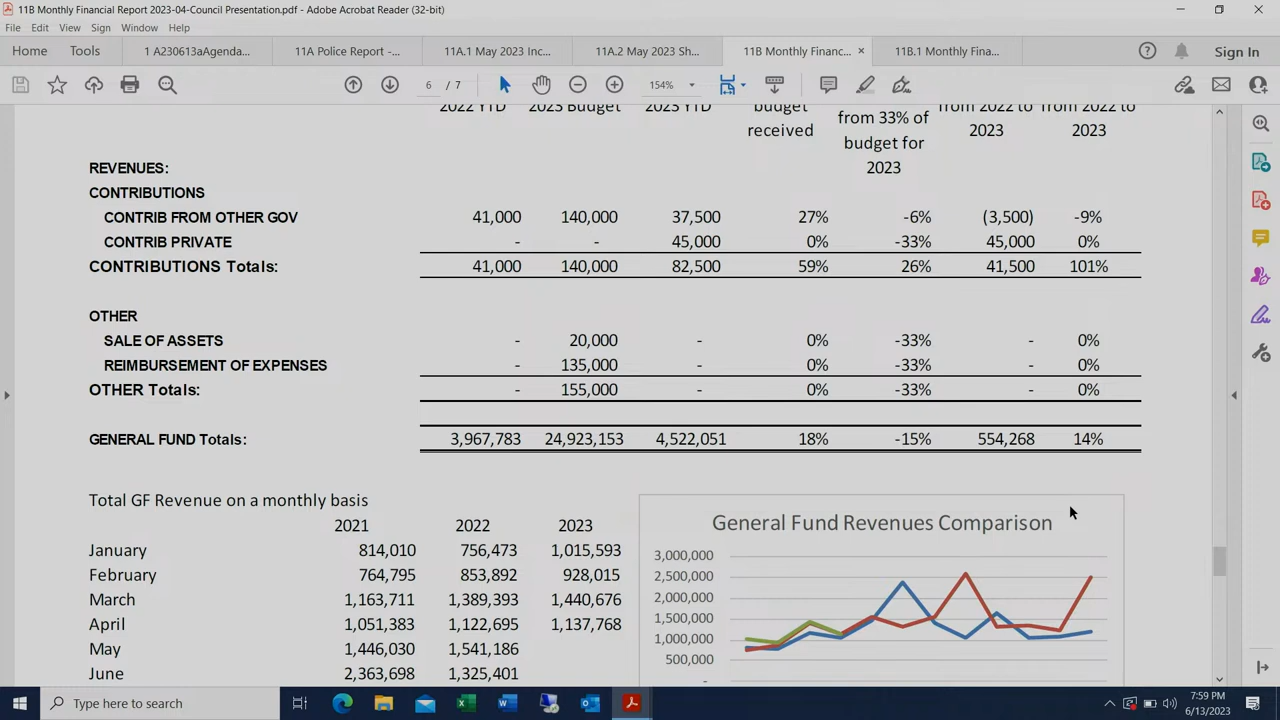 11B Monthly Financial Report 2023-04-Council Presentation.pdf - Adobe Acrobat Reader (32-bit)
File Edit View Sign Window Help
Home Tools 1 A230613aAgenda... 11A Police Report -... 11A.1 May 2023 Inc... 11A.2 May 2023 Sh... 11B Monthly Financ... × 11B.1 Monthly Fina... Sign In
6 / 7 154%
2022 YTD 2023 Budget 2023 YTD budget received from 33% of budget for 2023 from 2022 to 2023 from 2022 to 2023
REVENUES:
CONTRIBUTIONS
CONTRIB FROM OTHER GOV 41,000 140,000 37,500 27% -6% (3,500) -9%
CONTRIB PRIVATE - - 45,000 0% -33% 45,000 0%
CONTRIBUTIONS Totals: 41,000 140,000 82,500 59% 26% 41,500 101%
OTHER
SALE OF ASSETS - 20,000 - 0% -33% - 0%
REIMBURSEMENT OF EXPENSES - 135,000 - 0% -33% - 0%
OTHER Totals: - 155,000 - 0% -33% - 0%
GENERAL FUND Totals: 3,967,783 24,923,153 4,522,051 18% -15% 554,268 14%
Total GF Revenue on a monthly basis
2021 2022 2023
January 814,010 756,473 1,015,593
February 764,795 853,892 928,015
March 1,163,711 1,389,393 1,440,676
April 1,051,383 1,122,695 1,137,768
May 1,446,030 1,541,186
June 2,363,698 1,325,401
General Fund Revenues Comparison
3,000,000
2,500,000
2,000,000
1,500,000
1,000,000
500,000
-
Type here to search
7:59 PM
6/13/2023